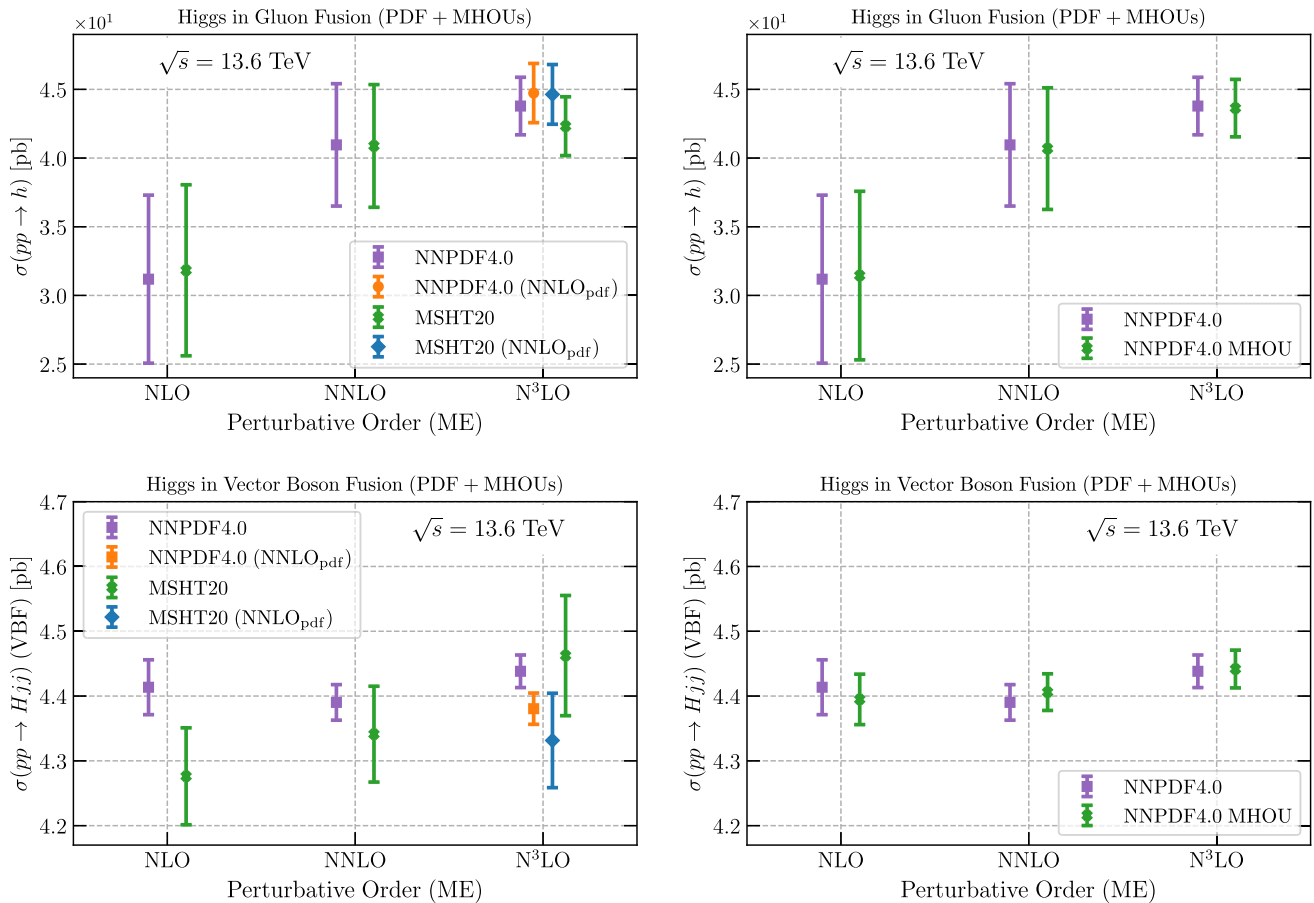 Higgs in Gluon Fusion (PDF + MHOUs)
×10¹
√s = 13.6 TeV
4.5
4.0
3.5
3.0
2.5
σ(pp → h) [pb]
NNPDF4.0
NNPDF4.0 (NNLO_pdf)
MSHT20
MSHT20 (NNLO_pdf)
NLO NNLO N³LO
Perturbative Order (ME)
Higgs in Gluon Fusion (PDF + MHOUs)
×10¹
√s = 13.6 TeV
4.5
4.0
3.5
3.0
2.5
σ(pp → h) [pb]
NNPDF4.0
NNPDF4.0 MHOU
NLO NNLO N³LO
Perturbative Order (ME)
Higgs in Vector Boson Fusion (PDF + MHOUs)
√s = 13.6 TeV
4.7
4.6
4.5
4.4
4.3
4.2
σ(pp → Hjj) (VBF) [pb]
NNPDF4.0
NNPDF4.0 (NNLO_pdf)
MSHT20
MSHT20 (NNLO_pdf)
NLO NNLO N³LO
Perturbative Order (ME)
Higgs in Vector Boson Fusion (PDF + MHOUs)
√s = 13.6 TeV
4.7
4.6
4.5
4.4
4.3
4.2
σ(pp → Hjj) (VBF) [pb]
NNPDF4.0
NNPDF4.0 MHOU
NLO NNLO N³LO
Perturbative Order (ME)